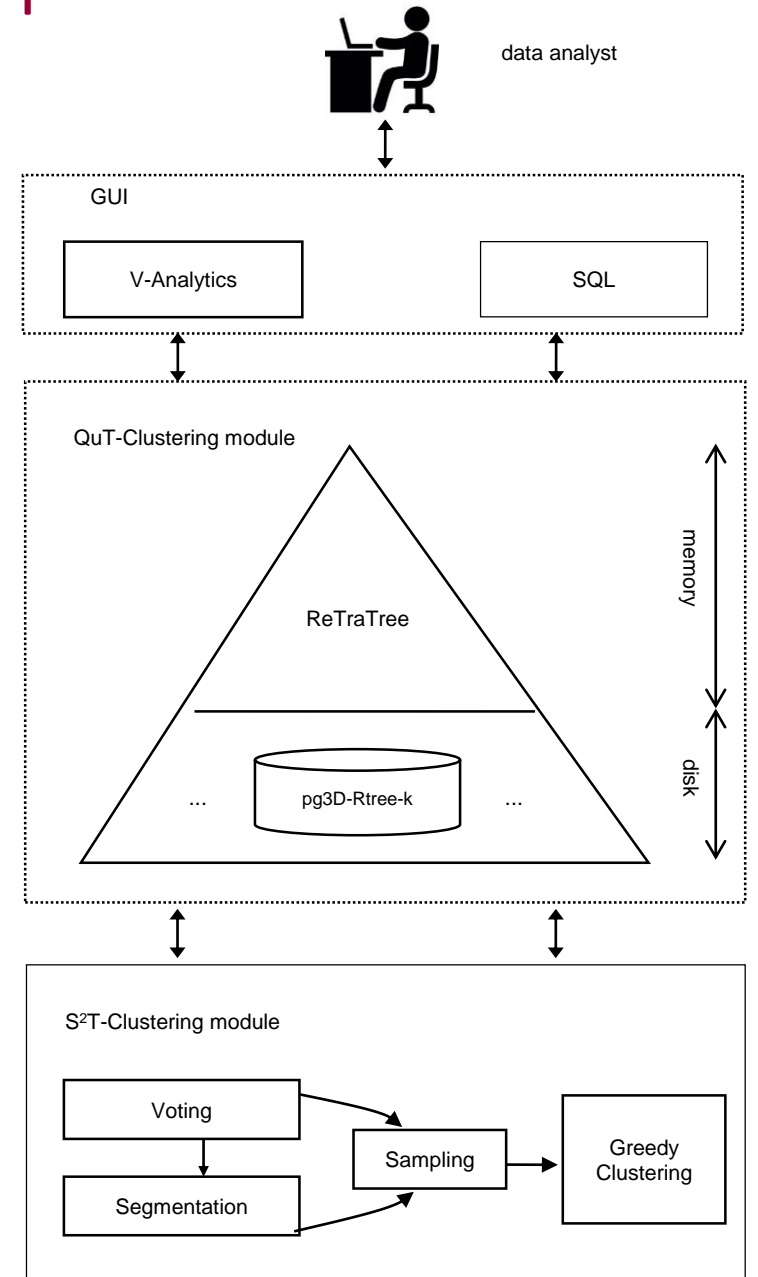 data analyst
GUI
V-Analytics
SQL
QuT-Clustering module
memory
ReTraTree
disk
... pg3D-Rtree-k ...
S²T-Clustering module
Voting
Sampling
Greedy
Clustering
Segmentation